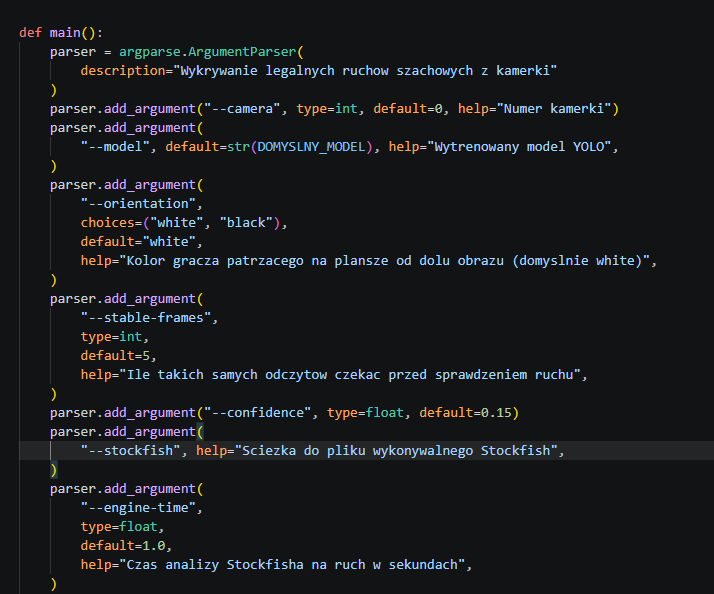 def main():
    parser = argparse.ArgumentParser(
        description="Wykrywanie legalnych ruchow szachowych z kamerki"
    )
    parser.add_argument("--camera", type=int, default=0, help="Numer kamerki")
    parser.add_argument(
        "--model", default=str(DOMYSLNY_MODEL), help="Wytrenowany model YOLO",
    )
    parser.add_argument(
        "--orientation",
        choices=("white", "black"),
        default="white",
        help="Kolor gracza patrzacego na plansze od dolu obrazu (domyslnie white)",
    )
    parser.add_argument(
        "--stable-frames",
        type=int,
        default=5,
        help="Ile takich samych odczytow czekac przed sprawdzeniem ruchu",
    )
    parser.add_argument("--confidence", type=float, default=0.15)
    parser.add_argument(
        "--stockfish", help="Sciezka do pliku wykonywalnego Stockfish",
    )
    parser.add_argument(
        "--engine-time",
        type=float,
        default=1.0,
        help="Czas analizy Stockfisha na ruch w sekundach",
    )